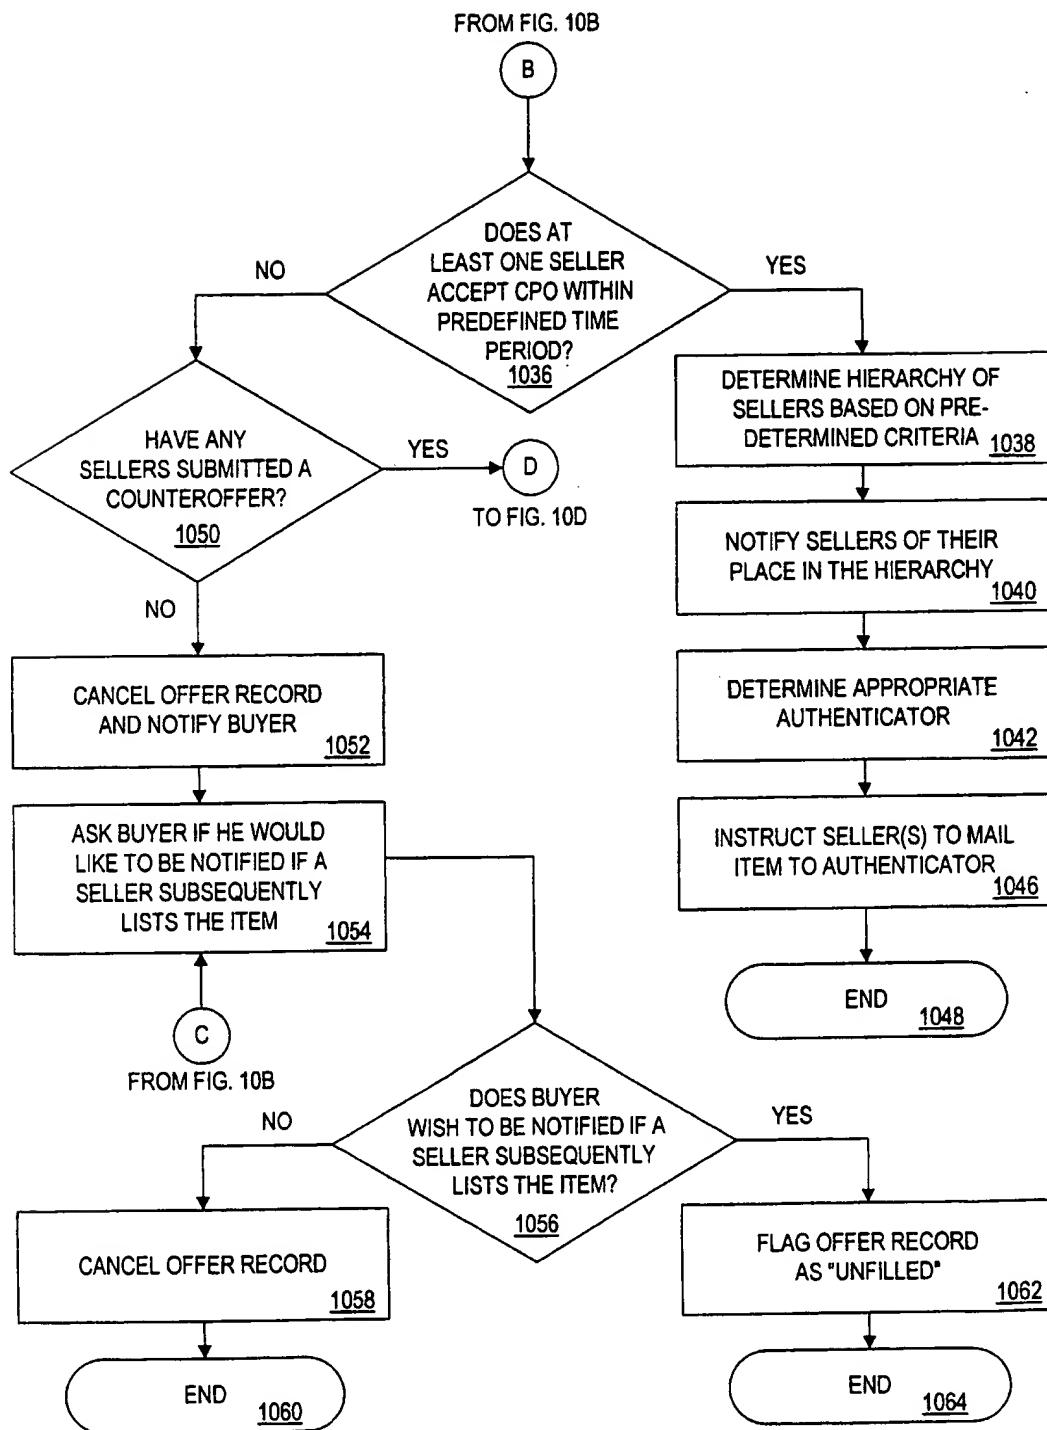 FROM FIG. 10B
B
DOES AT
LEAST ONE SELLER
ACCEPT CPO WITHIN
PREDEFINED TIME
PERIOD?
1036
NO
YES
HAVE ANY
SELLERS SUBMITTED A
COUNTEROFFER?
1050
YES
D
TO FIG. 10D
NO
DETERMINE HIERARCHY OF
SELLERS BASED ON PRE-
DETERMINED CRITERIA
1038
NOTIFY SELLERS OF THEIR
PLACE IN THE HIERARCHY
1040
DETERMINE APPROPRIATE
AUTHENTICATOR
1042
INSTRUCT SELLER(S) TO MAIL
ITEM TO AUTHENTICATOR
1046
END
1048
CANCEL OFFER RECORD
AND NOTIFY BUYER
1052
ASK BUYER IF HE WOULD
LIKE TO BE NOTIFIED IF A
SELLER SUBSEQUENTLY
LISTS THE ITEM
1054
C
FROM FIG. 10B
DOES BUYER
WISH TO BE NOTIFIED IF A
SELLER SUBSEQUENTLY
LISTS THE ITEM?
1056
NO
YES
CANCEL OFFER RECORD
1058
END
1060
FLAG OFFER RECORD
AS "UNFILLED"
1062
END
1064